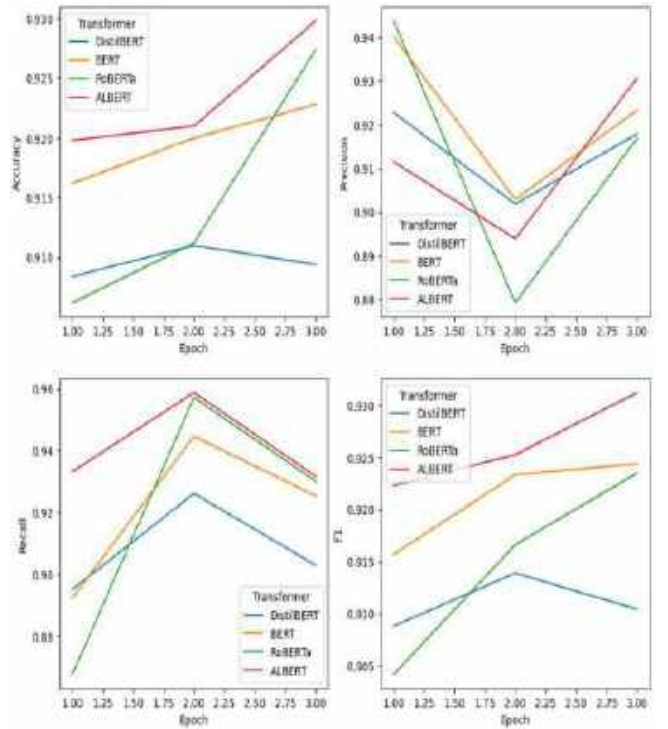 0.930
0.925
0.920
0.915
0.910
Accuracy
Transformer
DistilBERT
BERT
RoBERTa
ALBERT
1.00 1.25 1.50 1.75 2.00 2.25 2.50 2.75 3.00
Epoch
0.94
0.93
0.92
0.91
0.90
0.89
0.88
Precision
Transformer
DistilBERT
BERT
RoBERTa
ALBERT
1.00 1.25 1.50 1.75 2.00 2.25 2.50 2.75 3.00
Epoch
0.96
0.94
0.92
0.90
0.88
Recall
Transformer
DistilBERT
BERT
RoBERTa
ALBERT
1.00 1.25 1.50 1.75 2.00 2.25 2.50 2.75 3.00
Epoch
0.930
0.925
0.920
0.915
0.910
0.905
F1
Transformer
DistilBERT
BERT
RoBERTa
ALBERT
1.00 1.25 1.50 1.75 2.00 2.25 2.50 2.75 3.00
Epoch